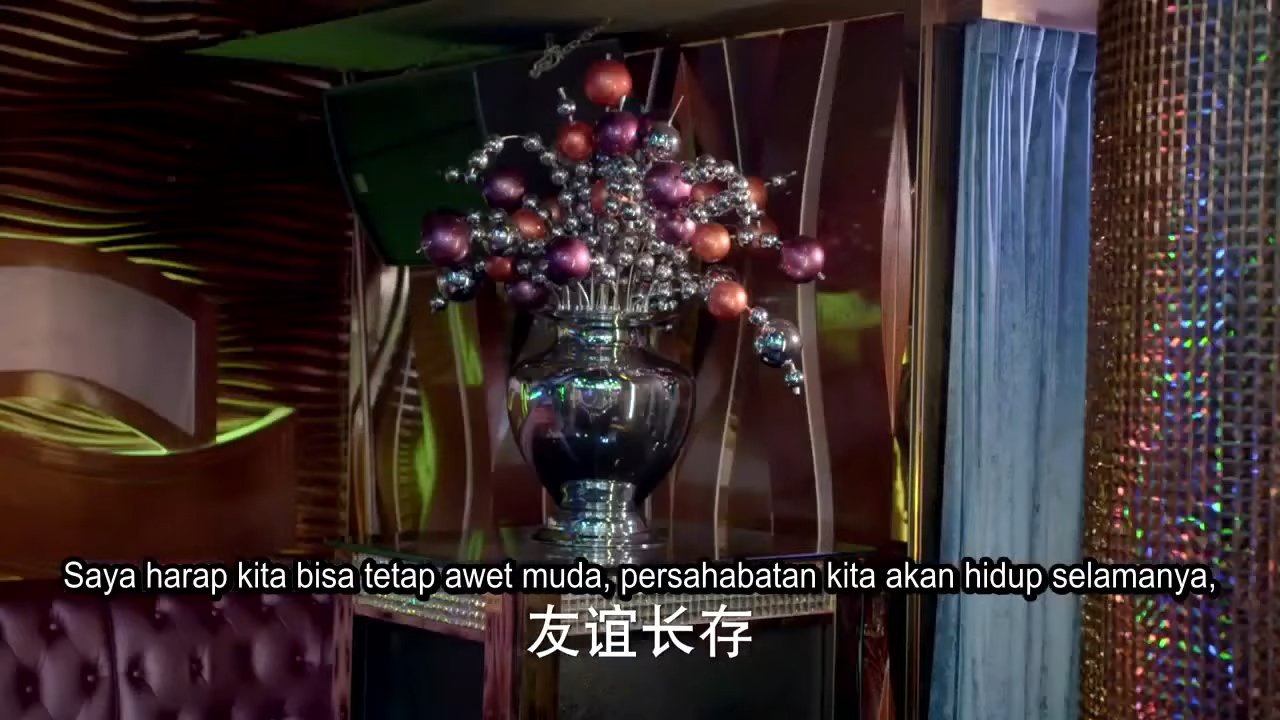 Saya harap kita bisa tetap awet muda, persahabatan kita akan hidup selamanya,
友谊长存